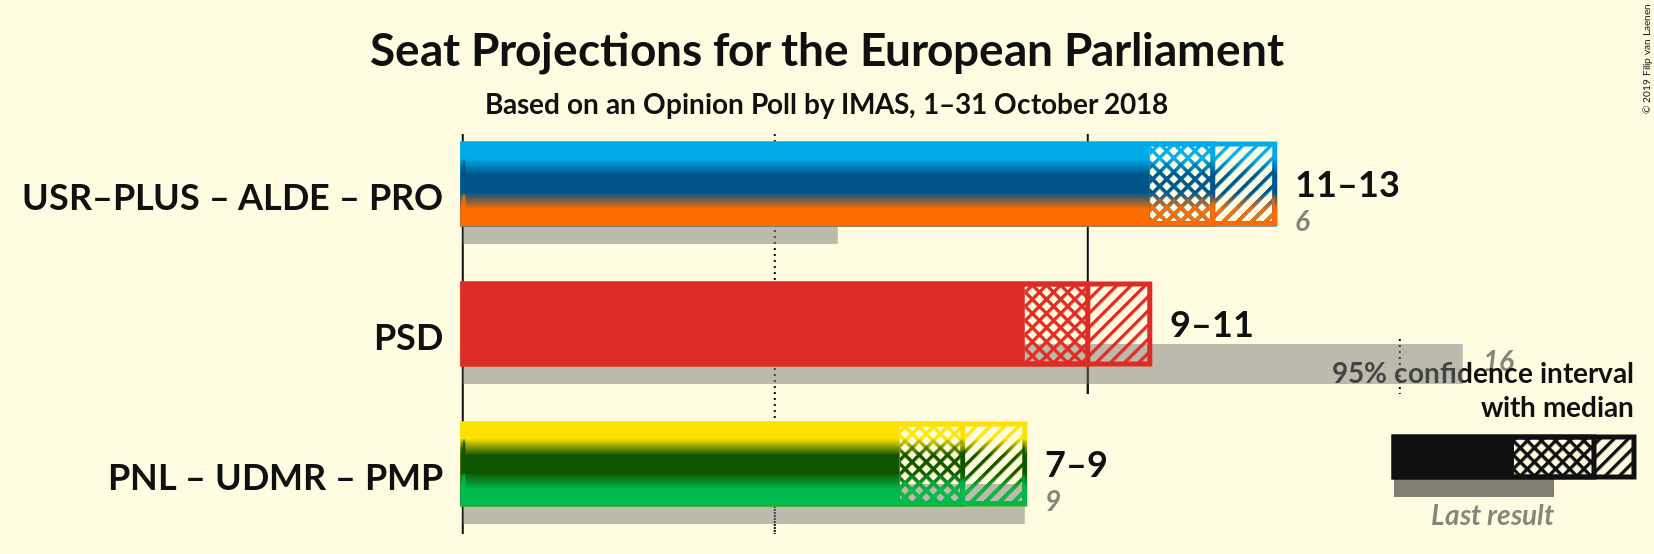 Seat Projections for the European Parliament
Based on an Opinion Poll by IMAS, 1–31 October 2018
© 2019 Filip van Laenen
USR–PLUS – ALDE – PRO
11–13
6
PSD
9–11
16
95% confidence interval
with median
PNL – UDMR – PMP
7–9
9
Last result